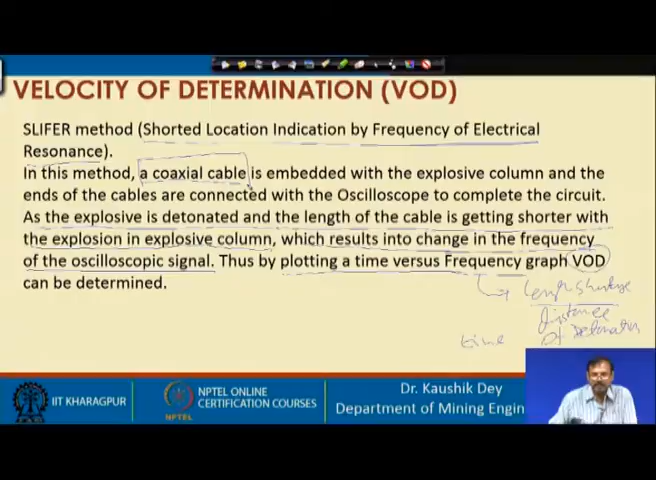 VELOCITY OF DETERMINATION (VOD)
SLIFER method (Shorted Location Indication by Frequency of Electrical
Resonance).
In this method, a coaxial cable is embedded with the explosive column and the
ends of the cables are connected with the Oscilloscope to complete the circuit.
As the explosive is detonated and the length of the cable is getting shorter with
the explosion in explosive column, which results into change in the frequency
of the oscilloscopic signal. Thus by plotting a time versus Frequency graph VOD
can be determined.
length shortage
distance
time of Detonation
IIT KHARAGPUR
NPTEL
NPTEL ONLINE
CERTIFICATION COURSES
Dr. Kaushik Dey
Department of Mining Engin